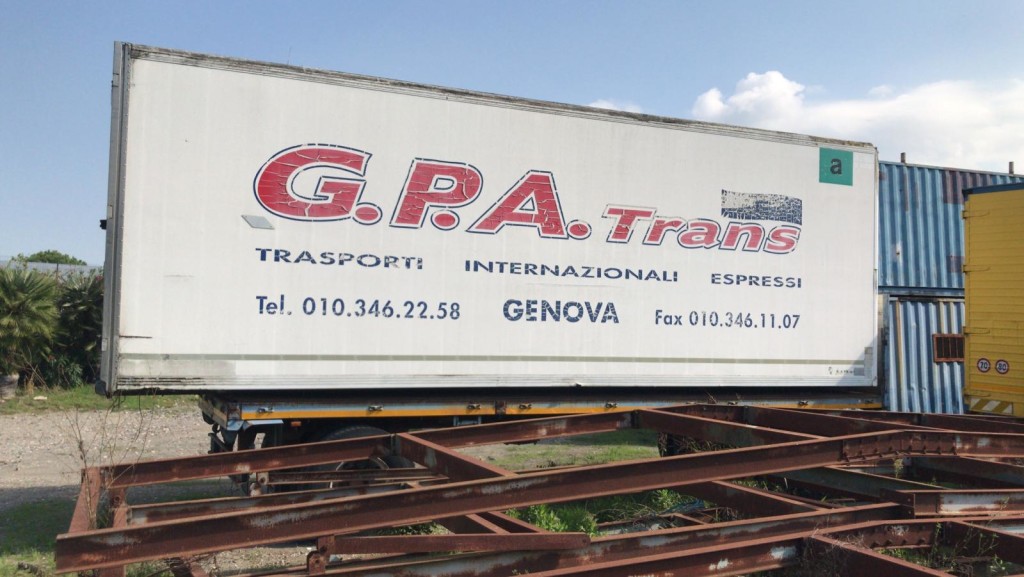 a
G.P.A. Trans
TRASPORTI INTERNAZIONALI ESPRESSI
Tel. 010.346.22.58 GENOVA Fax 010.346.11.07